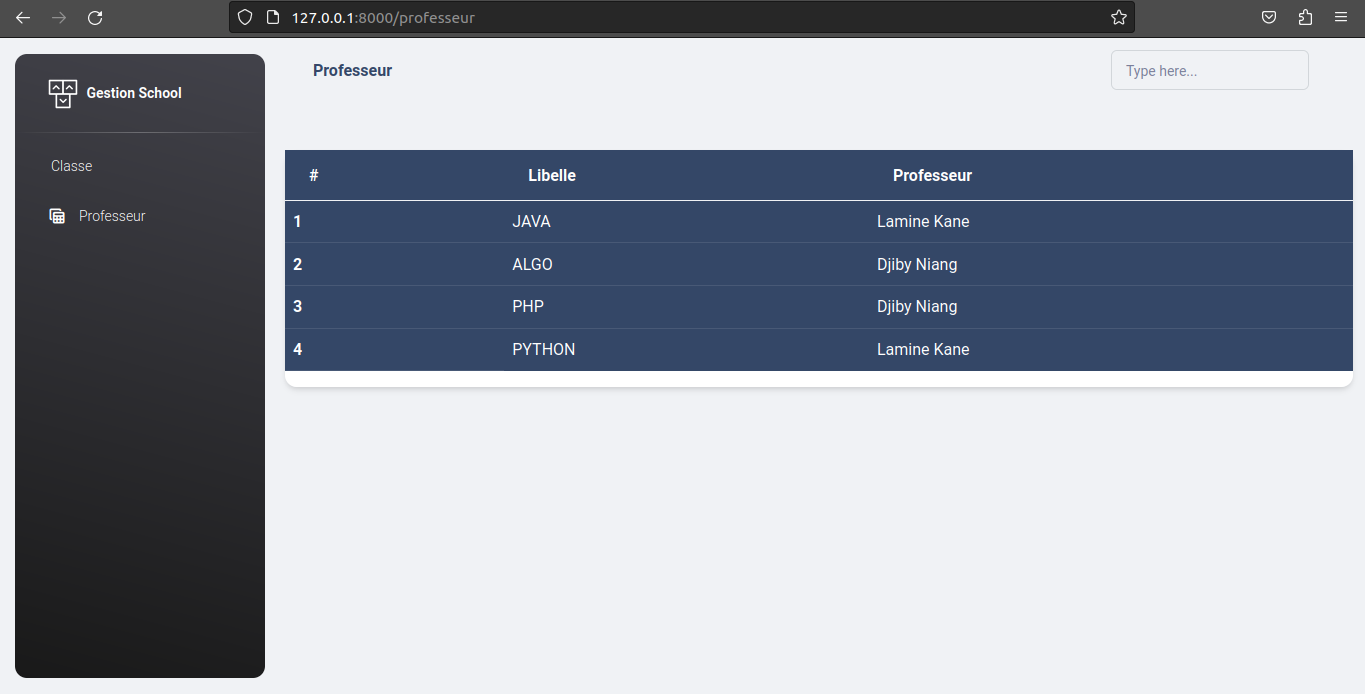 127.0.0.1:8000/professeur
Gestion School
Classe
Professeur
Professeur
Type here...
# Libelle Professeur
1 JAVA Lamine Kane
2 ALGO Djiby Niang
3 PHP Djiby Niang
4 PYTHON Lamine Kane